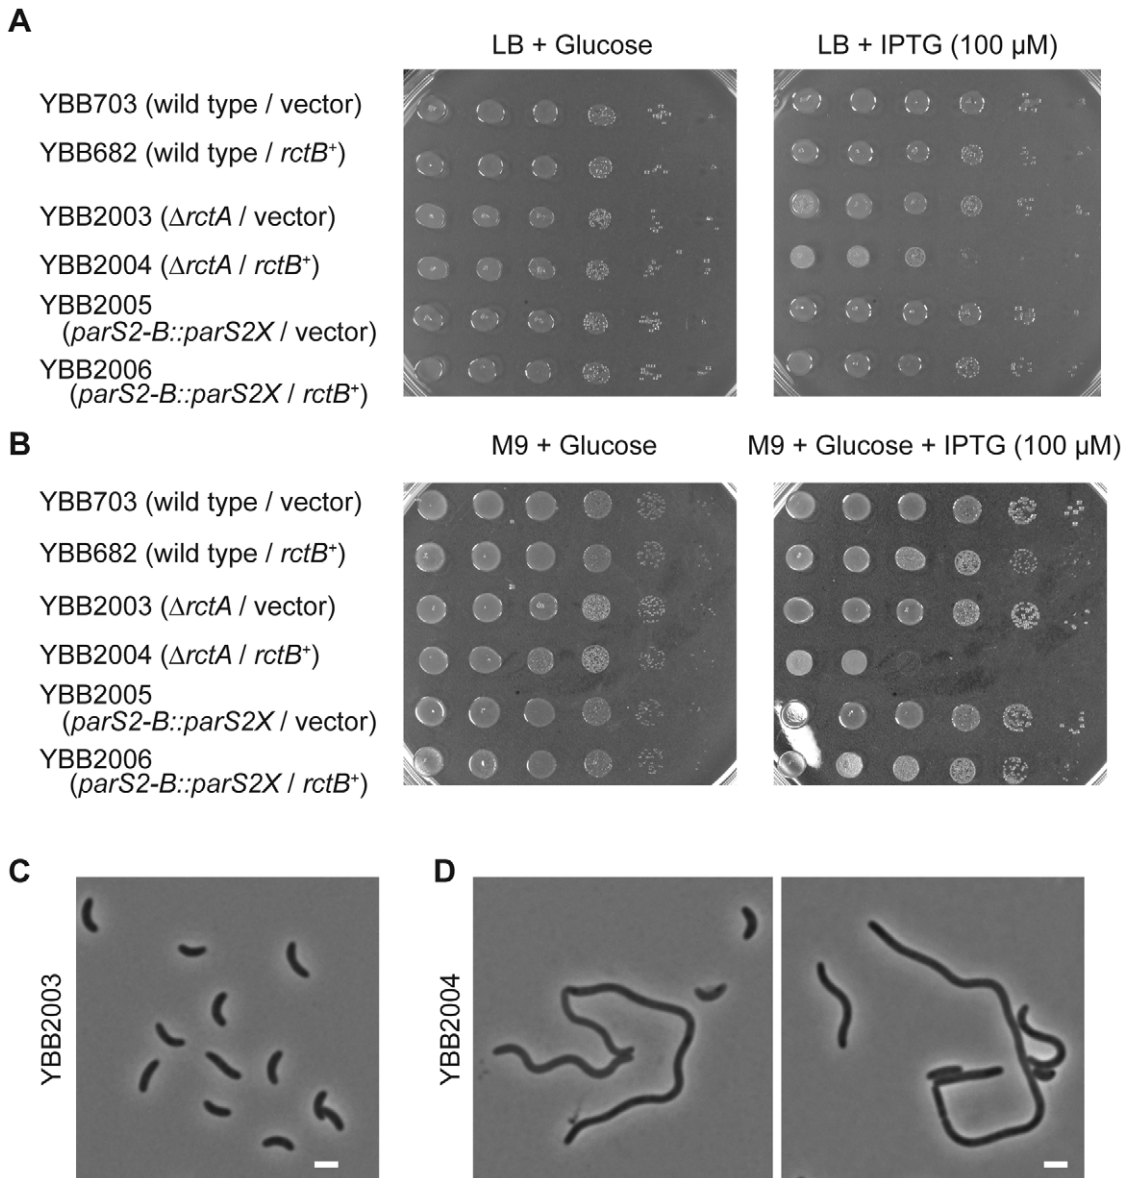 A
LB + Glucose
LB + IPTG (100 µM)
YBB703 (wild type / vector)
YBB682 (wild type / rctB⁺)
YBB2003 (ΔrctA / vector)
YBB2004 (ΔrctA / rctB⁺)
YBB2005
(parS2-B::parS2X / vector)
YBB2006
(parS2-B::parS2X / rctB⁺)
B
M9 + Glucose
M9 + Glucose + IPTG (100 µM)
YBB703 (wild type / vector)
YBB682 (wild type / rctB⁺)
YBB2003 (ΔrctA / vector)
YBB2004 (ΔrctA / rctB⁺)
YBB2005
(parS2-B::parS2X / vector)
YBB2006
(parS2-B::parS2X / rctB⁺)
C
YBB2003
D
YBB2004